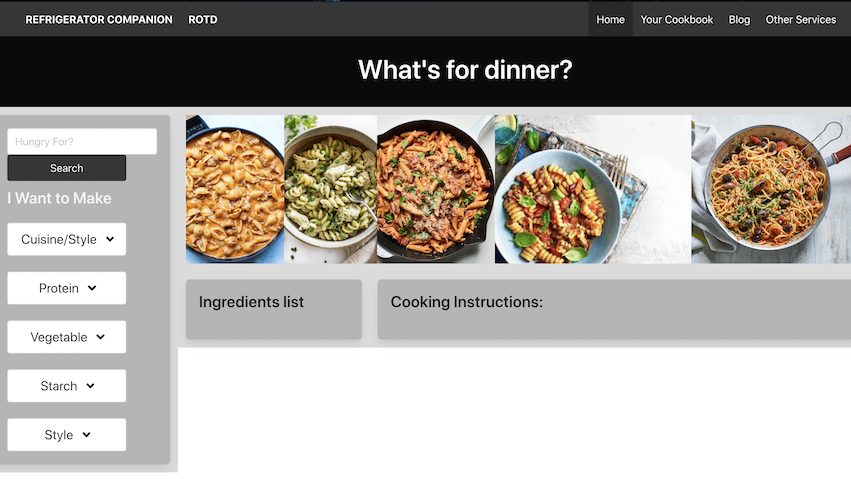 REFRIGERATOR COMPANION ROTD Home Your Cookbook Blog Other Services
What's for dinner?
Hungry For?
Search
I Want to Make
Cuisine/Style
Protein
Vegetable
Starch
Style
Ingredients list
Cooking Instructions: